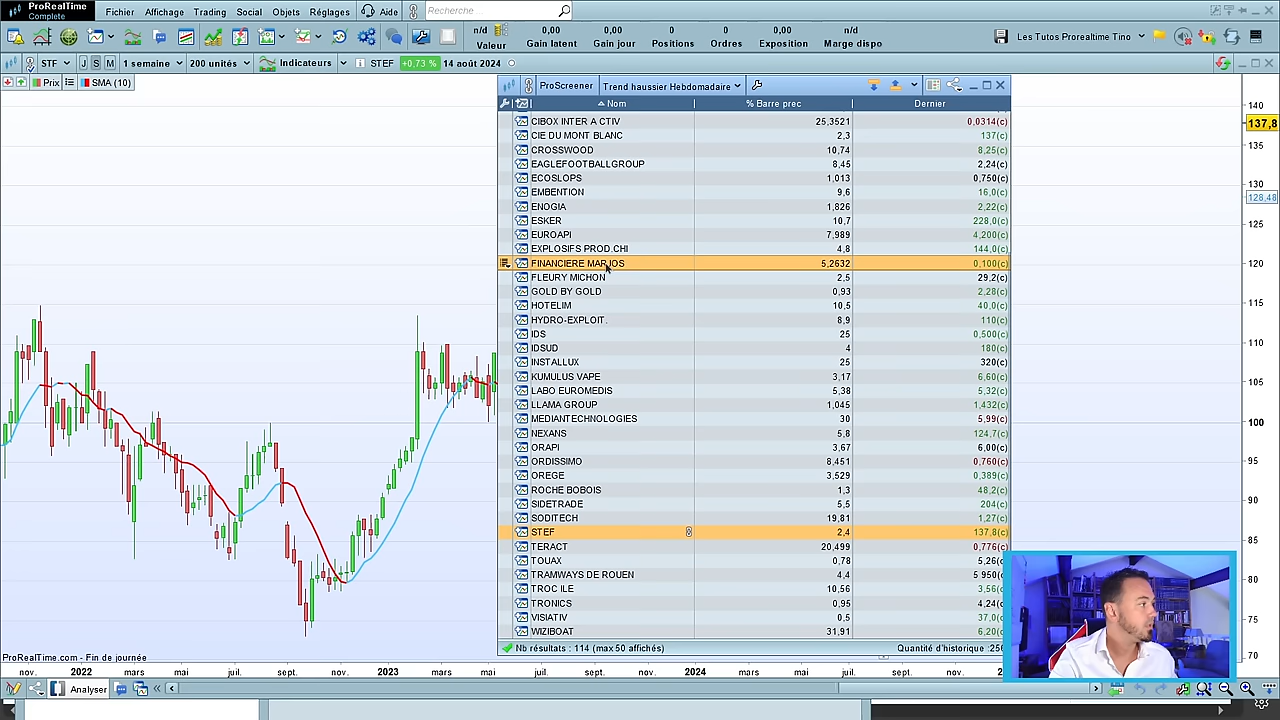 ProRealTime
Complete
Fichier Affichage Trading Social Objets Réglages Aide Recherche ...
n/d
Valeur
0,00
Gain latent
0,00
Gain jour
0
Positions
0
Ordres
0,00
Exposition
n/d
Marge dispo
Les Tutos Prorealtime Tino
STF J S M 1 semaine 200 unités Indicateurs i STEF +0,73 % 14 août 2024
Prix SMA (10)
ProScreener Trend haussier Hebdomadaire
Nom % Barre prec Dernier
CIBOX INTER A CTIV 25,3521 0,0314(c)
CIE DU MONT BLANC 2,3 137(c)
CROSSWOOD 10,74 8,25(c)
EAGLEFOOTBALLGROUP 8,45 2,24(c)
ECOSLOPS 1,013 0,750(c)
EMBENTION 9,6 16,0(c)
ENOGIA 1,826 2,22(c)
ESKER 10,7 228,0(c)
EUROAPI 7,989 4,200(c)
EXPLOSIFS PROD.CHI 4,8 144,0(c)
FINANCIERE MARJOS 5,2632 0,100(c)
FLEURY MICHON 2,5 29,2(c)
GOLD BY GOLD 0,93 2,28(c)
HOTELIM 10,5 40,0(c)
HYDRO-EXPLOIT. 8,9 110(c)
IDS 25 0,500(c)
IDSUD 4 180(c)
INSTALLUX 25 320(c)
KUMULUS VAPE 3,17 6,60(c)
LABO EUROMEDIS 5,38 5,32(c)
LLAMA GROUP 1,045 1,432(c)
MEDIANTECHNOLOGIES 30 5,99(c)
NEXANS 5,8 124,7(c)
ORAPI 3,67 6,00(c)
ORDISSIMO 8,451 0,760(c)
OREGE 3,529 0,389(c)
ROCHE BOBOIS 1,3 48,2(c)
SIDETRADE 5,5 204(c)
SODITECH 19,81 1,27(c)
STEF 2,4 137,8(c)
TERACT 20,499 0,776(c)
TOUAX 0,78 5,26(
TRAMWAYS DE ROUEN 4,4 5 950(
TROC ILE 10,56 3,56(
TRONICS 0,95 4,24(
VISIATIV 0,5 37,0(
WIZIBOAT 31,91 6,20(
Nb résultats : 114 (max 50 affichés) Quantité d'historique :256
140
137,8
135
130
128,48
125
120
115
110
105
100
95
90
85
80
75
70
ProRealTime.com - Fin de journée
nov. 2022 mars mai juil. sept. nov. 2023 mars mai juil. sept. nov. 2024 mars mai juil. sept. nov. 2
Analyser